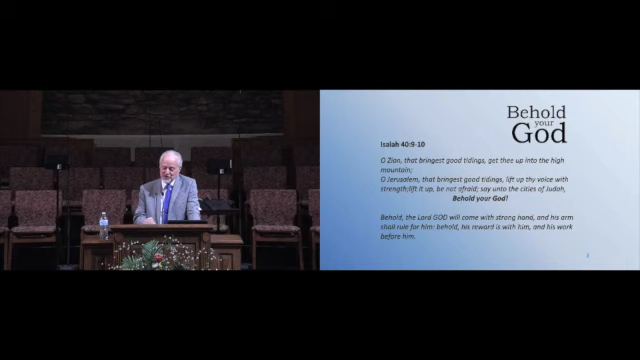 Behold
your
God
Isaiah 40:9-10
O Zion, that bringest good tidings, get thee up into the high
mountain;
O Jerusalem, that bringest good tidings, lift up thy voice with
strength;lift it up, be not afraid; say unto the cities of Judah,
Behold your God!
Behold, the Lord GOD will come with strong hand, and his arm
shall rule for him: behold, his reward is with him, and his work
before him.